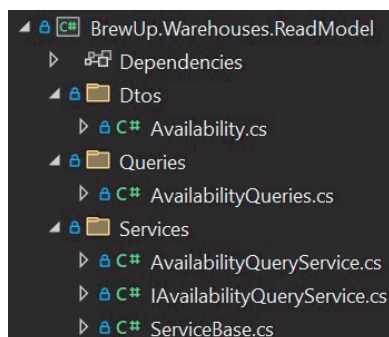 C# BrewUp.Warehouses.ReadModel
Dependencies
Dtos
C# Availability.cs
Queries
C# AvailabilityQueries.cs
Services
C# AvailabilityQueryService.cs
C# IAvailabilityQueryService.cs
C# ServiceBase.cs